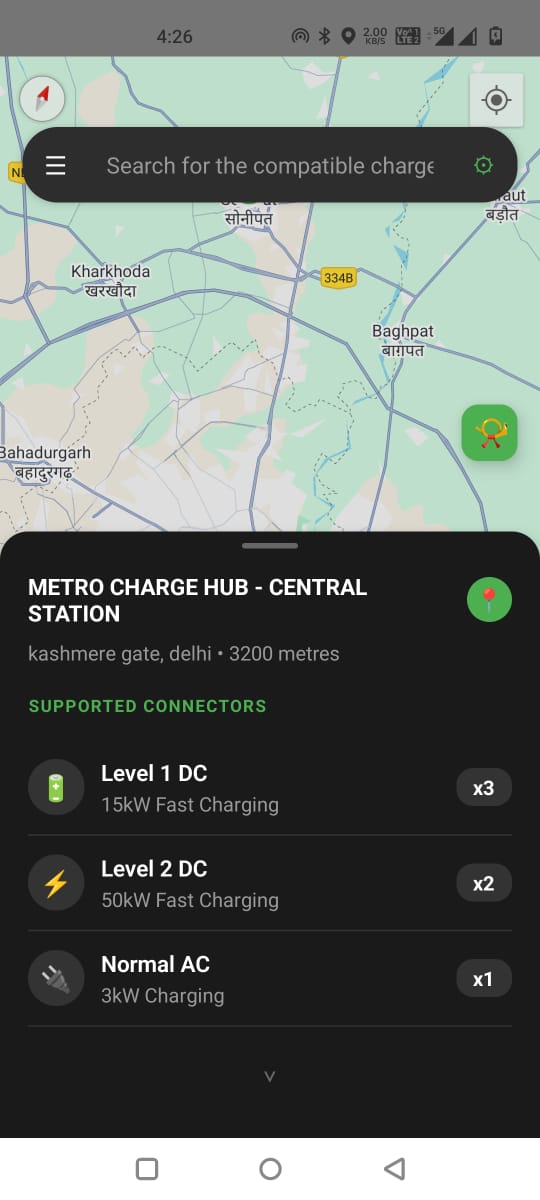 4:26
2.00
KB/S
5G
Search for the compatible charge
सोनीपत
बड़ौत
Kharkhoda
खरखौदा
334B
Baghpat
बाग़पत
Bahadurgarh
बहादुरगढ़
METRO CHARGE HUB - CENTRAL
STATION
kashmere gate, delhi • 3200 metres
SUPPORTED CONNECTORS
Level 1 DC
15kW Fast Charging
x3
Level 2 DC
50kW Fast Charging
x2
Normal AC
3kW Charging
x1